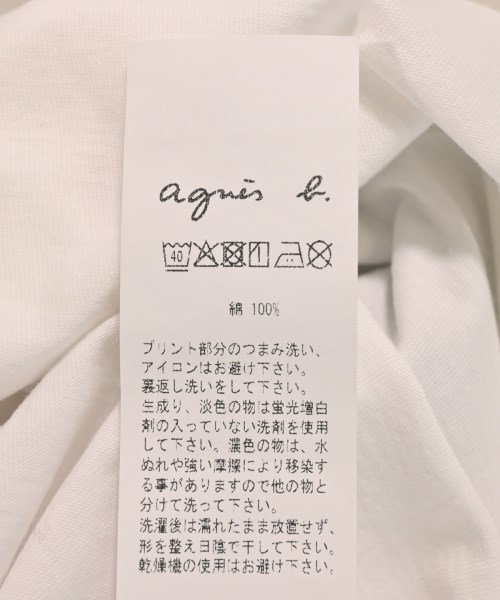 agnès b.
40
綿 100%
プリント部分のつまみ洗い、
アイロンはお避け下さい。
裏返し洗いをして下さい。
生成り、淡色の物は蛍光増白
剤の入っていない洗剤を使用
して下さい。濃色の物は、水
ぬれや強い摩擦により移染す
る事がありますので他の物と
分けて洗って下さい。
洗濯後は濡れたまま放置せず、
形を整え日陰で干して下さい。
乾燥機の使用はお避け下さい。